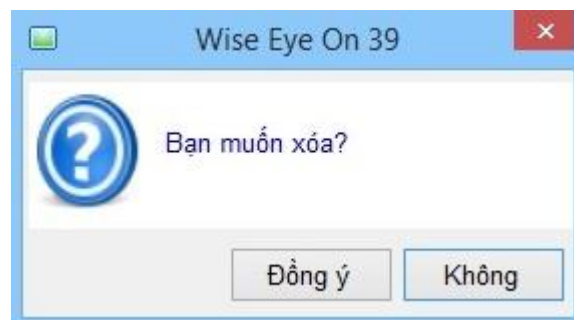 Wise Eye On 39
Bạn muốn xóa?
Đồng ý
Không